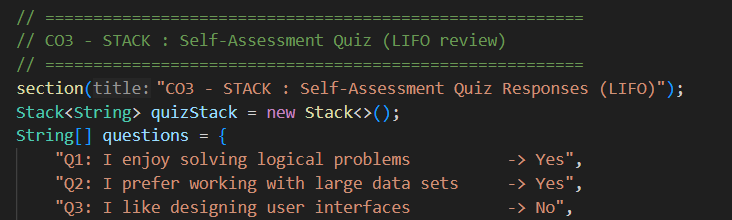 // ========================================================
// CO3 - STACK : Self-Assessment Quiz (LIFO review)
// ========================================================
section(title: "CO3 - STACK : Self-Assessment Quiz Responses (LIFO)");
Stack<String> quizStack = new Stack<>();
String[] questions = {
    "Q1: I enjoy solving logical problems          -> Yes",
    "Q2: I prefer working with large data sets     -> Yes",
    "Q3: I like designing user interfaces          -> No",